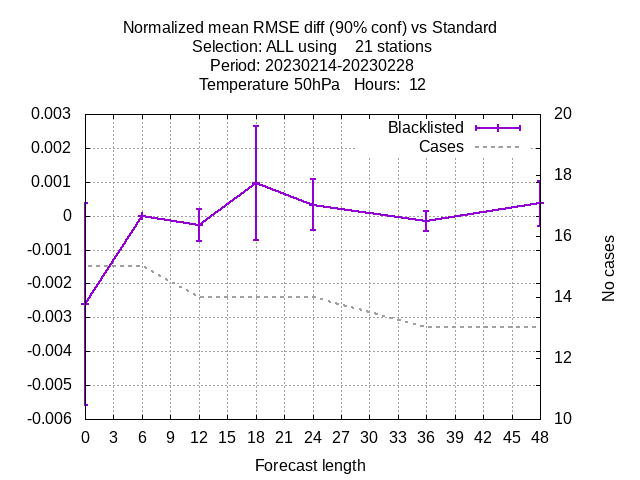 Normalized mean RMSE diff (90% conf) vs Standard
Selection: ALL using    21 stations
Period: 20230214-20230228
Temperature 50hPa   Hours:  12
Blacklisted
Cases
0.003
0.002
0.001
0
-0.001
-0.002
-0.003
-0.004
-0.005
-0.006
20
18
16
14
12
10
No cases
0 3 6 9 12 15 18 21 24 27 30 33 36 39 42 45 48
Forecast length